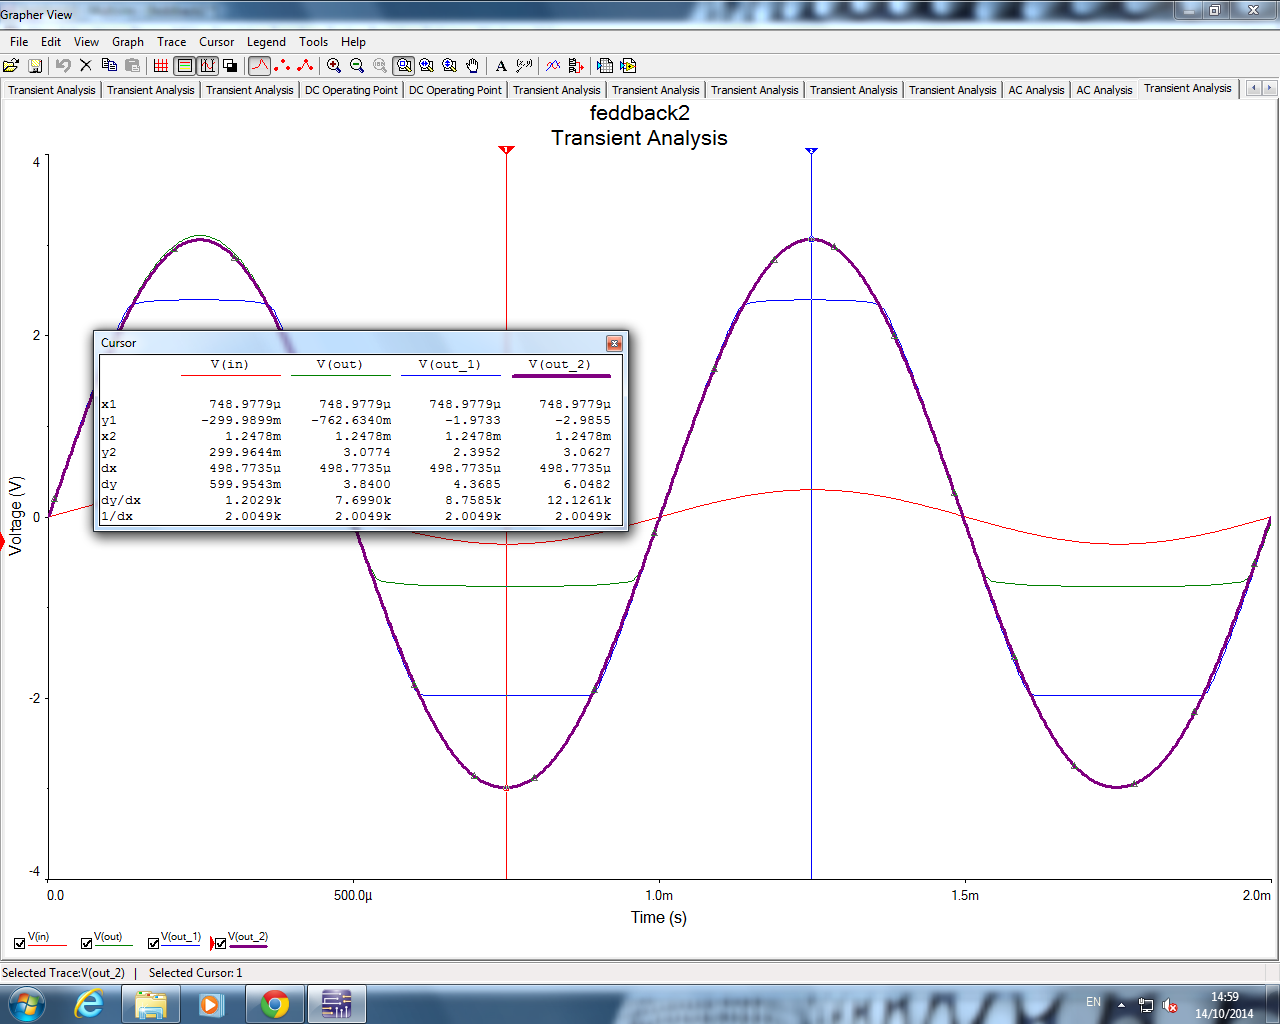 Grapher View
File Edit View Graph Trace Cursor Legend Tools Help
A
Transient Analysis Transient Analysis Transient Analysis DC Operating Point DC Operating Point Transient Analysis Transient Analysis Transient Analysis Transient Analysis Transient Analysis AC Analysis AC Analysis Transient Analysis
feddback2
Transient Analysis
4
2
0
-2
-4
Voltage (V)
Cursor
V(in) V(out) V(out_1) V(out_2)
x1 748.9779µ 748.9779µ 748.9779µ 748.9779µ
y1 -299.9899m -762.6340m -1.9733 -2.9855
x2 1.2478m 1.2478m 1.2478m 1.2478m
y2 299.9644m 3.0774 2.3952 3.0627
dx 498.7735µ 498.7735µ 498.7735µ 498.7735µ
dy 599.9543m 3.8400 4.3685 6.0482
dy/dx 1.2029k 7.6990k 8.7585k 12.1261k
1/dx 2.0049k 2.0049k 2.0049k 2.0049k
0.0 500.0µ 1.0m 1.5m 2.0m
Time (s)
V(in) V(out) V(out_1) V(out_2)
Selected Trace:V(out_2) | Selected Cursor: 1
EN
14:59
14/10/2014